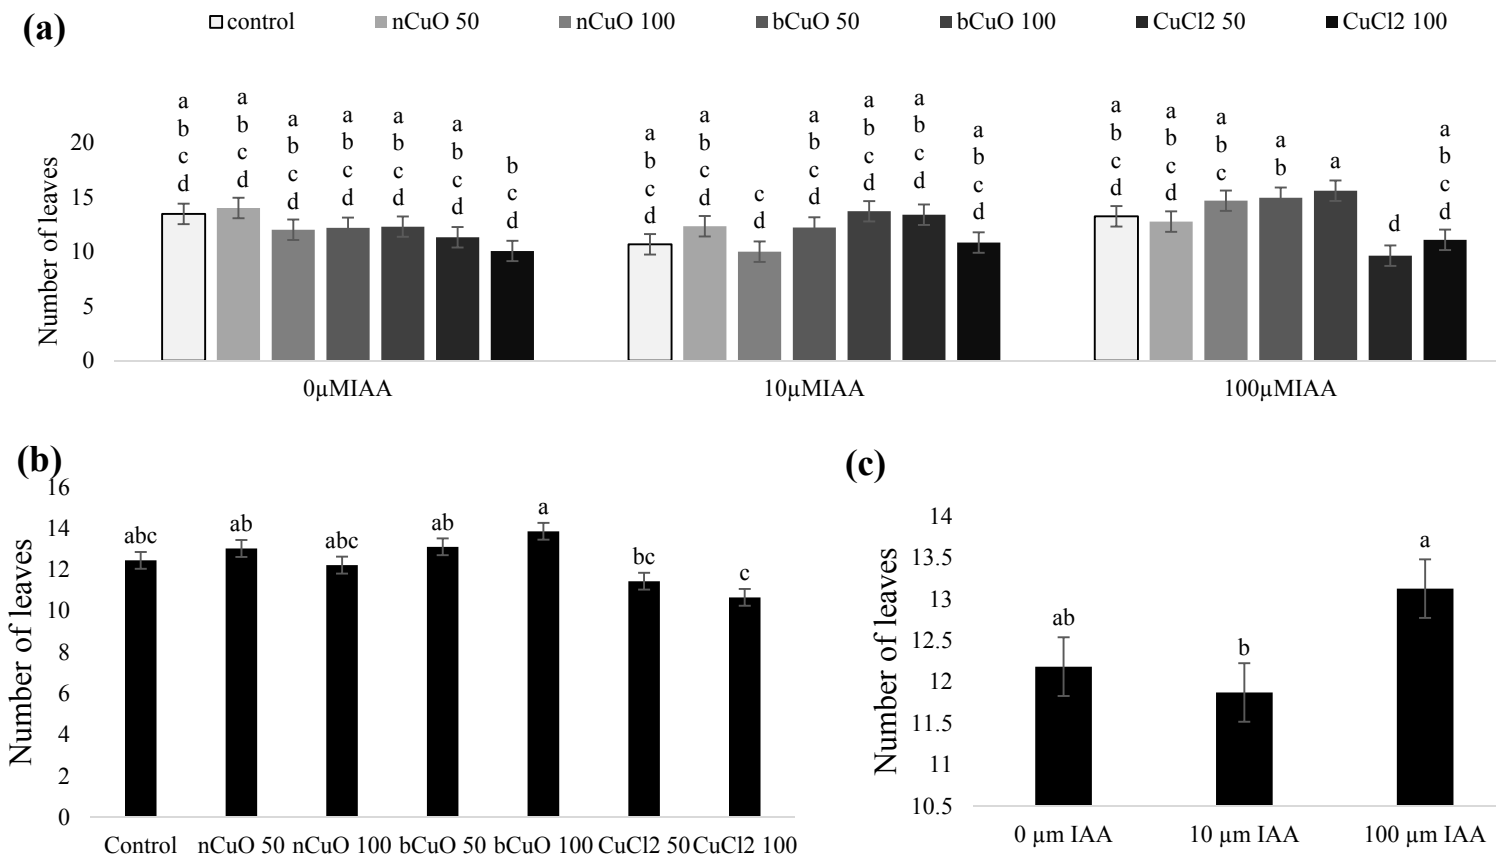 (a)
control nCuO 50 nCuO 100 bCuO 50 bCuO 100 CuCl2 50 CuCl2 100
Number of leaves
20
15
10
5
0
a
b
c
d
a
b
c
d
a
b
c
d
a
b
c
d
a
b
c
d
a
b
c
d
b
c
d
a
b
c
d
a
b
c
d
c
d
a
b
c
d
a
b
c
d
a
b
c
d
a
b
c
d
a
b
c
d
a
b
c
d
a
b
c
a
b
a
d
a
b
c
d
0µMIAA 10µMIAA 100µMIAA
(b)
Number of leaves
16
14
12
10
8
6
4
2
0
abc ab abc ab a bc c
Control nCuO 50 nCuO 100 bCuO 50 bCuO 100 CuCl2 50 CuCl2 100
(c)
Number of leaves
14
13.5
13
12.5
12
11.5
11
10.5
ab b a
0 µm IAA 10 µm IAA 100 µm IAA